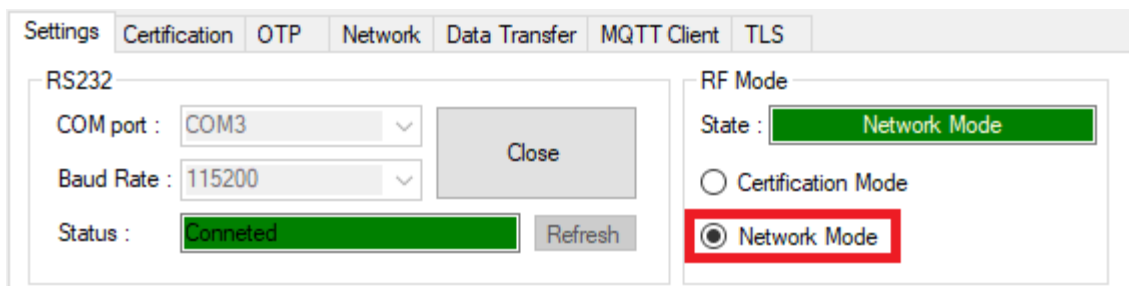 Settings Certification OTP Network Data Transfer MQTT Client TLS
RS232
COM port : COM3
Close
Baud Rate : 115200
Status : Conneted
Refresh
RF Mode
State : Network Mode
Certification Mode
Network Mode